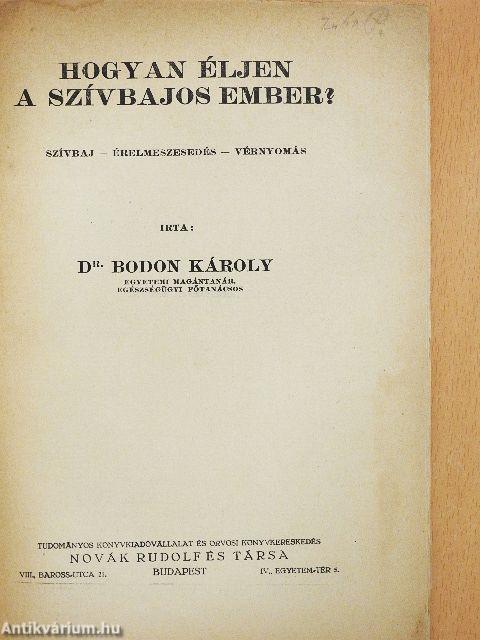 HOGYAN ÉLJEN
A SZÍVBAJOS EMBER?
SZÍVBAJ — ÉRELMESZESEDÉS — VÉRNYOMÁS
IRTA:
DR. BODON KÁROLY
EGYETEMI MAGÁNTANÁR,
EGÉSZSÉGÜGYI FŐTANÁCSOS
TUDOMÁNYOS KÖNYVKIADÓVÁLLALAT ÉS ORVOSI KÖNYVKERESKEDÉS
NOVÁK RUDOLF ÉS TÁRSA
VIII., BAROSS-UTCA 21. BUDAPEST IV., EGYETEM-TÉR 5.
Antikvárium.hu